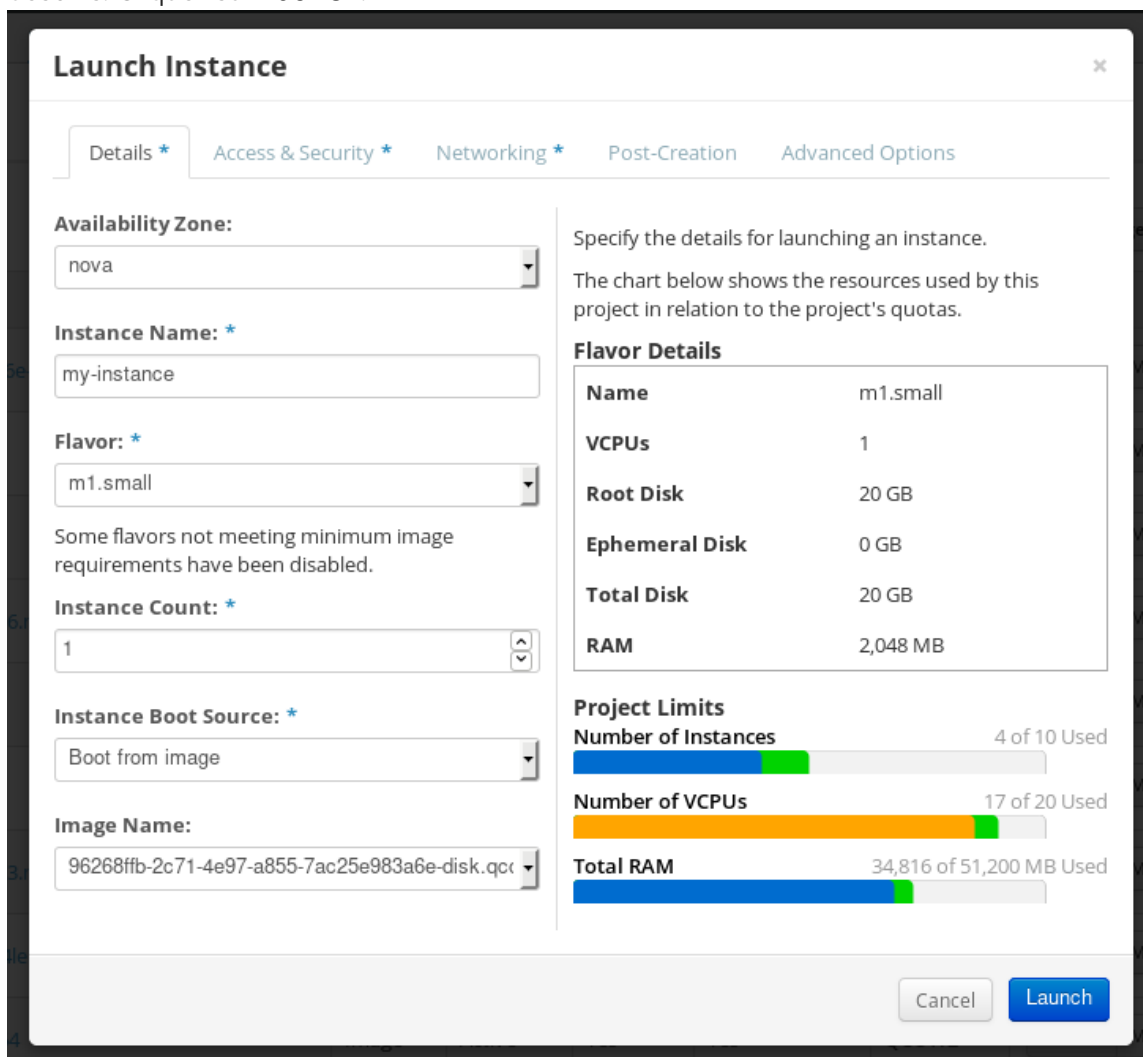 Launch Instance
×
Details * Access & Security * Networking * Post-Creation Advanced Options
Availability Zone:
nova
Instance Name: *
my-instance
Flavor: *
m1.small
Some flavors not meeting minimum image
requirements have been disabled.
Instance Count: *
1
Instance Boot Source: *
Boot from image
Image Name:
96268ffb-2c71-4e97-a855-7ac25e983a6e-disk.qc
Specify the details for launching an instance.
The chart below shows the resources used by this
project in relation to the project's quotas.
Flavor Details
Name m1.small
VCPUs 1
Root Disk 20 GB
Ephemeral Disk 0 GB
Total Disk 20 GB
RAM 2,048 MB
Project Limits
Number of Instances 4 of 10 Used
Number of VCPUs 17 of 20 Used
Total RAM 34,816 of 51,200 MB Used
Cancel Launch